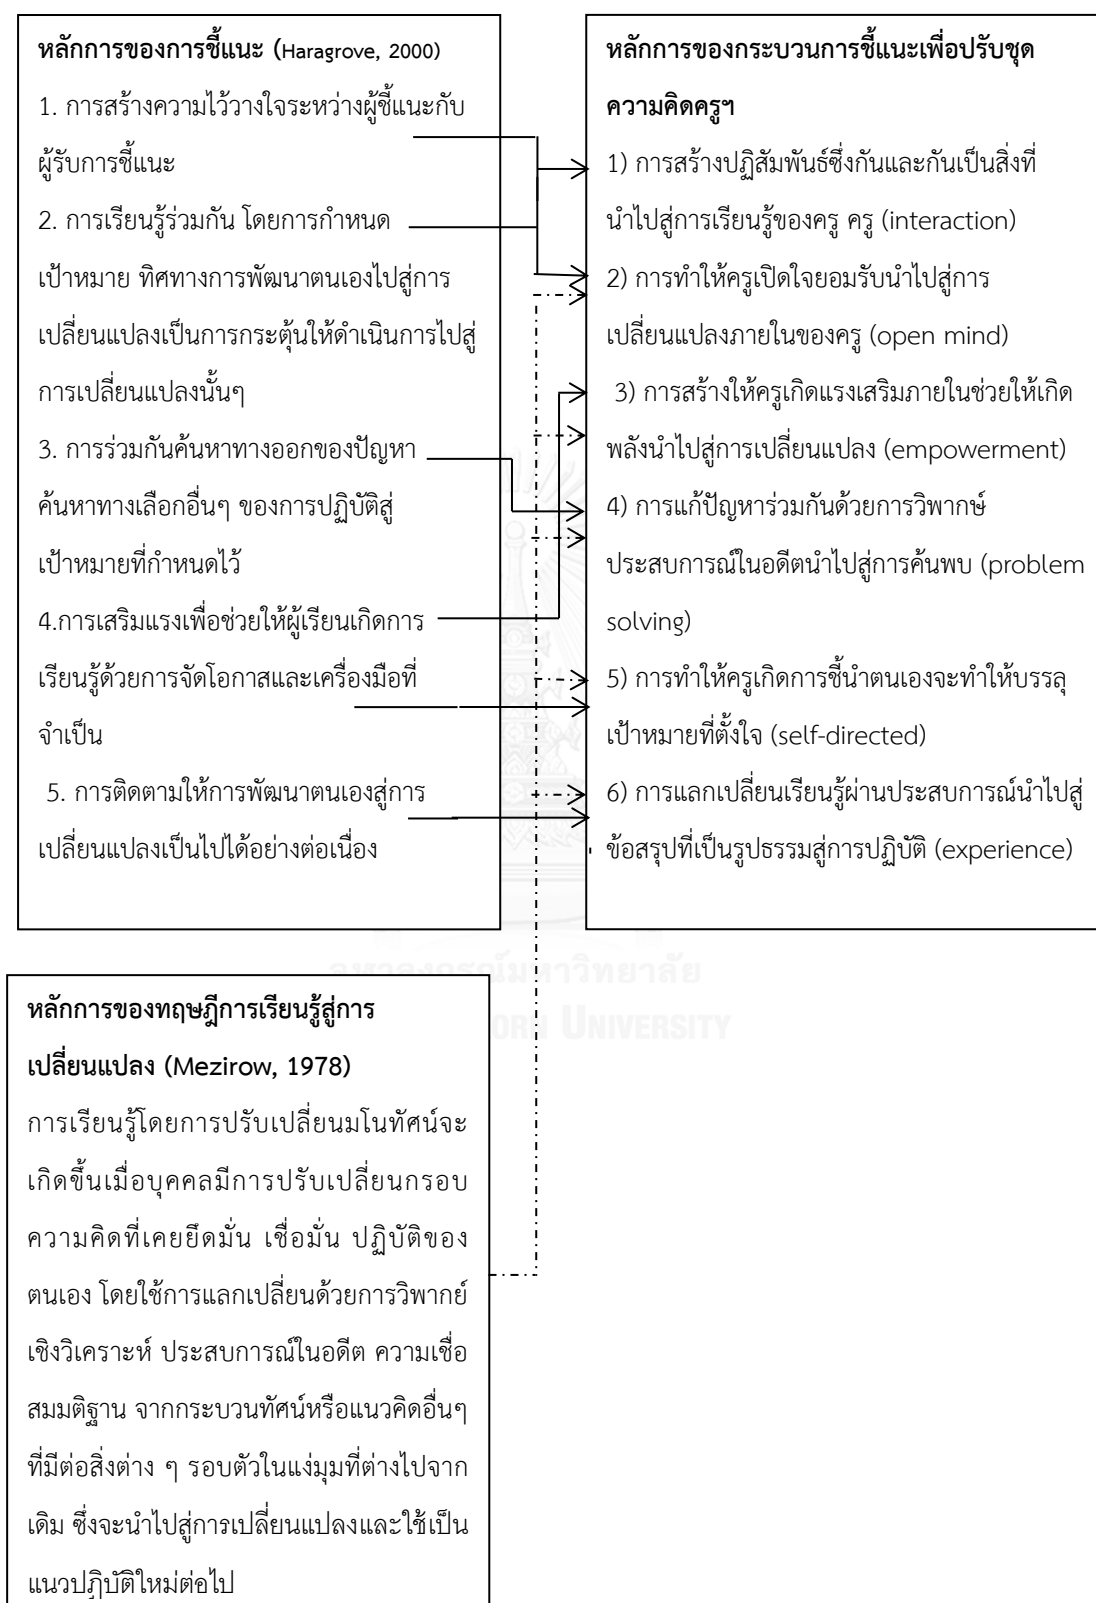 หลักการของการชี้แนะ (Haragrove, 2000)
1. การสร้างความไว้วางใจระหว่างผู้ชี้แนะกับ
ผู้รับการชี้แนะ
2. การเรียนรู้ร่วมกัน โดยการกำหนด
เป้าหมาย ทิศทางการพัฒนาตนเองไปสู่การ
เปลี่ยนแปลงเป็นการกระตุ้นให้ดำเนินการไปสู่
การเปลี่ยนแปลงนั้นๆ
3. การร่วมกันค้นหาทางออกของปัญหา
ค้นหาทางเลือกอื่นๆ ของการปฏิบัติสู่
เป้าหมายที่กำหนดไว้
4.การเสริมแรงเพื่อช่วยให้ผู้เรียนเกิดการ
เรียนรู้ด้วยการจัดโอกาสและเครื่องมือที่
จำเป็น
5. การติดตามให้การพัฒนาตนเองสู่การ
เปลี่ยนแปลงเป็นไปได้อย่างต่อเนื่อง
หลักการของกระบวนการชี้แนะเพื่อปรับชุด
ความคิดครูฯ
1) การสร้างปฏิสัมพันธ์ซึ่งกันและกันเป็นสิ่งที่
นำไปสู่การเรียนรู้ของครู ครู (interaction)
2) การทำให้ครูเปิดใจยอมรับนำไปสู่การ
เปลี่ยนแปลงภายในของครู (open mind)
3) การสร้างให้ครูเกิดแรงเสริมภายในช่วยให้เกิด
พลังนำไปสู่การเปลี่ยนแปลง (empowerment)
4) การแก้ปัญหาร่วมกันด้วยการวิพากษ์
ประสบการณ์ในอดีตนำไปสู่การค้นพบ (problem
solving)
5) การทำให้ครูเกิดการชี้นำตนเองจะทำให้บรรลุ
เป้าหมายที่ตั้งใจ (self-directed)
6) การแลกเปลี่ยนเรียนรู้ผ่านประสบการณ์นำไปสู่
ข้อสรุปที่เป็นรูปธรรมสู่การปฏิบัติ (experience)
จุฬาลงกรณ์มหาวิทยาลัย
ORN UNIVERSITY
หลักการของทฤษฎีการเรียนรู้สู่การ
เปลี่ยนแปลง (Mezirow, 1978)
การเรียนรู้โดยการปรับเปลี่ยนมโนทัศน์จะ
เกิดขึ้นเมื่อบุคคลมีการปรับเปลี่ยนกรอบ
ความคิดที่เคยยึดมั่น เชื่อมั่น ปฏิบัติของ
ตนเอง โดยใช้การแลกเปลี่ยนด้วยการวิพากย์
เชิงวิเคราะห์ ประสบการณ์ในอดีต ความเชื่อ
สมมติฐาน จากกระบวนทัศน์หรือแนวคิดอื่นๆ
ที่มีต่อสิ่งต่าง ๆ รอบตัวในแง่มุมที่ต่างไปจาก
เดิม ซึ่งจะนำไปสู่การเปลี่ยนแปลงและใช้เป็น
แนวปฏิบัติใหม่ต่อไป